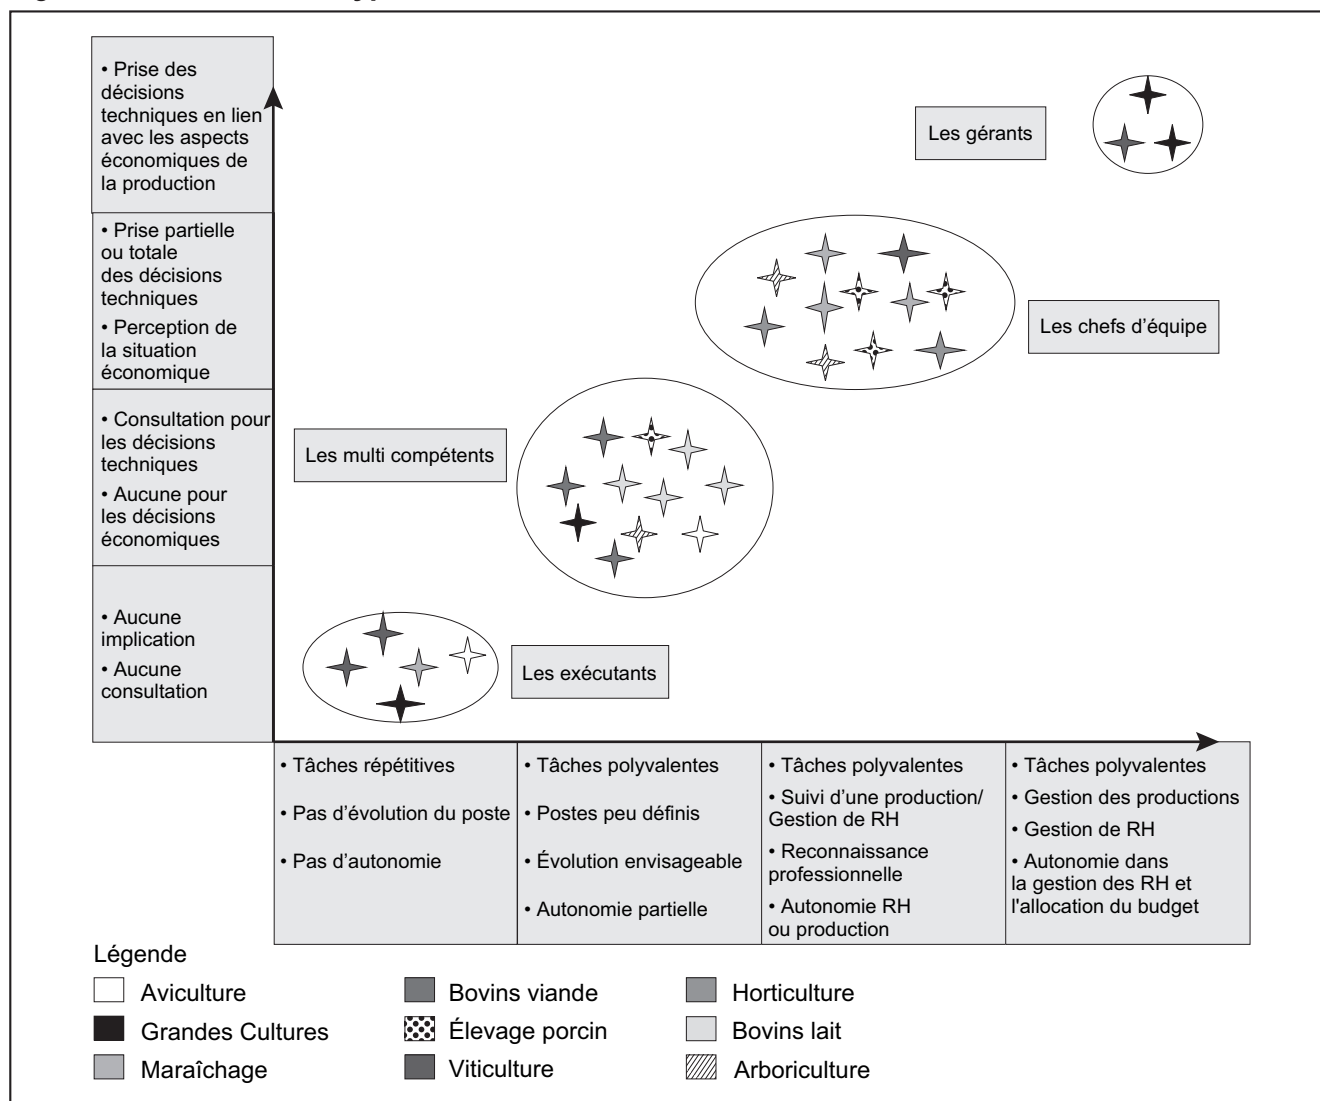 • Prise des
décisions
techniques en lien
avec les aspects
économiques de
la production
• Prise partielle
ou totale
des décisions
techniques
• Perception de
la situation
économique
• Consultation pour
les décisions
techniques
• Aucune pour
les décisions
économiques
• Aucune
implication
• Aucune
consultation
Les gérants
Les chefs d'équipe
Les multi compétents
Les exécutants
• Tâches répétitives
• Pas d'évolution du poste
• Pas d'autonomie
• Tâches polyvalentes
• Postes peu définis
• Évolution envisageable
• Autonomie partielle
• Tâches polyvalentes
• Suivi d'une production/
Gestion de RH
• Reconnaissance
professionnelle
• Autonomie RH
ou production
• Tâches polyvalentes
• Gestion des productions
• Gestion de RH
• Autonomie dans
la gestion des RH et
l'allocation du budget
Légende
Aviculture
Grandes Cultures
Maraîchage
Bovins viande
Élevage porcin
Viticulture
Horticulture
Bovins lait
Arboriculture